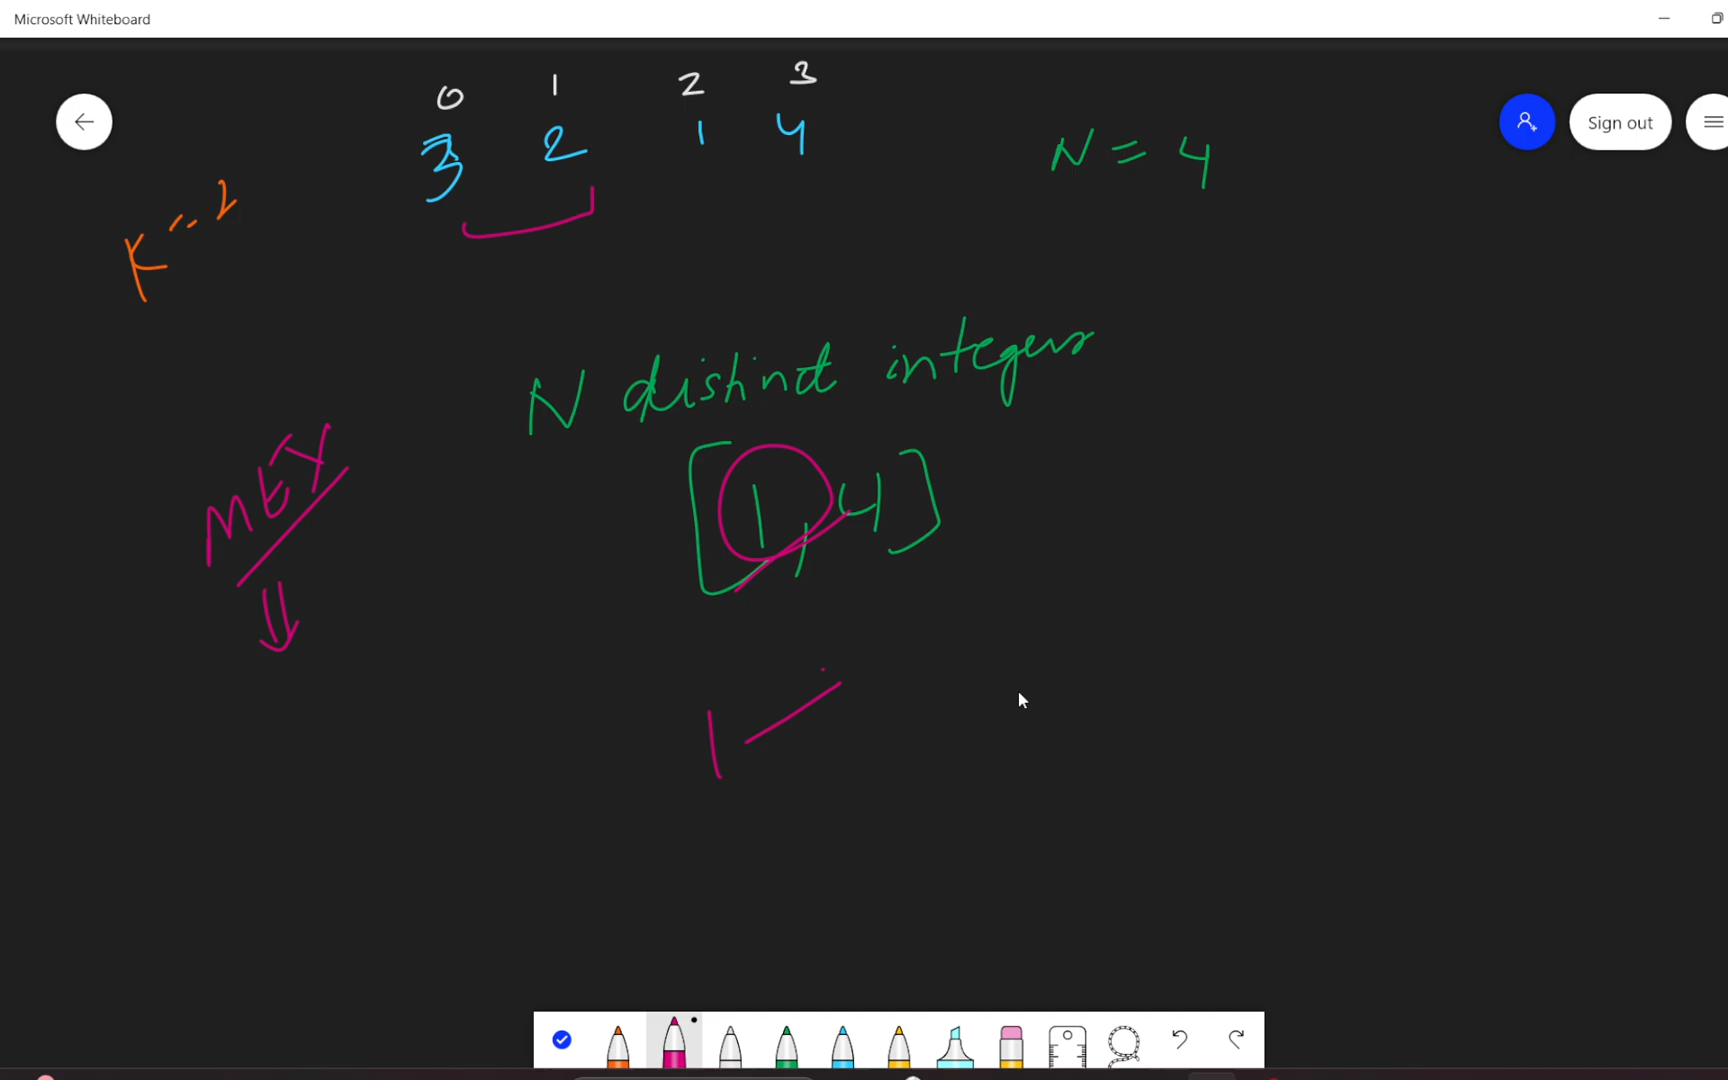 Microsoft Whiteboard
0 1 2 3
3 2 1 4
N = 4
Sign out
K = 2
N distinct integers
MEX
[1, 4]
1